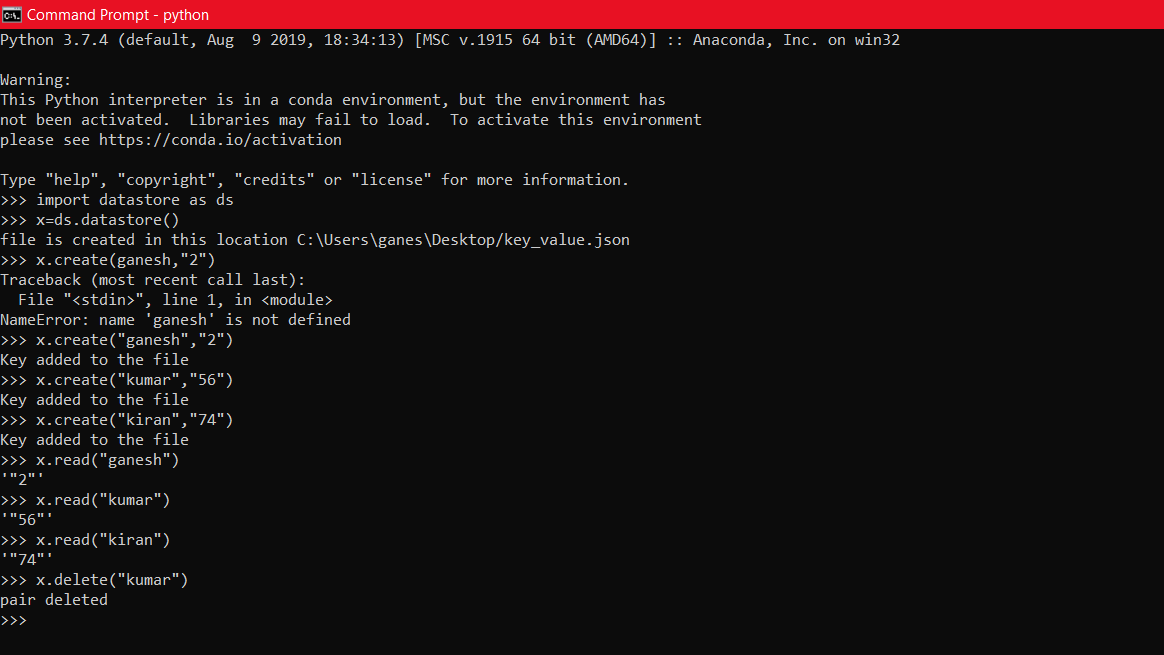 Command Prompt - python
Python 3.7.4 (default, Aug  9 2019, 18:34:13) [MSC v.1915 64 bit (AMD64)] :: Anaconda, Inc. on win32
Warning:
This Python interpreter is in a conda environment, but the environment has
not been activated.  Libraries may fail to load.  To activate this environment
please see https://conda.io/activation
Type "help", "copyright", "credits" or "license" for more information.
>>> import datastore as ds
>>> x=ds.datastore()
file is created in this location C:\Users\ganes\Desktop/key_value.json
>>> x.create(ganesh,"2")
Traceback (most recent call last):
  File "<stdin>", line 1, in <module>
NameError: name 'ganesh' is not defined
>>> x.create("ganesh","2")
Key added to the file
>>> x.create("kumar","56")
Key added to the file
>>> x.create("kiran","74")
Key added to the file
>>> x.read("ganesh")
'"2"'
>>> x.read("kumar")
'"56"'
>>> x.read("kiran")
'"74"'
>>> x.delete("kumar")
pair deleted
>>>